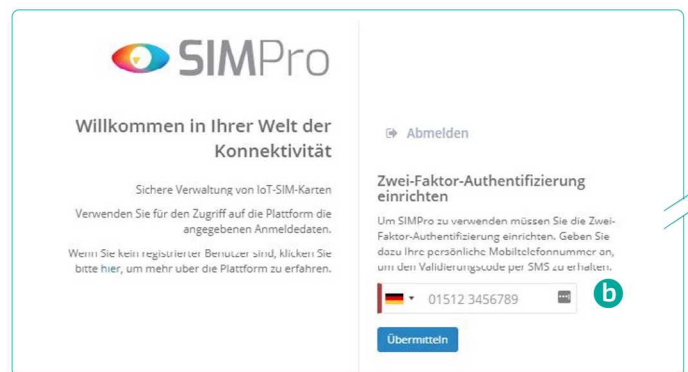 SIMPro
Willkommen in Ihrer Welt der
Konnektivität
Sichere Verwaltung von IoT-SIM-Karten
Verwenden Sie für den Zugriff auf die Plattform die
angegebenen Anmeldedaten.
Wenn Sie kein registrierter Benutzer sind, klicken Sie
bitte hier, um mehr über die Plattform zu erfahren.
Abmelden
Zwei-Faktor-Authentifizierung
einrichten
Um SIMPro zu verwenden müssen Sie die Zwei-
Faktor-Authentifizierung einrichten. Geben Sie
dazu Ihre persönliche Mobiltelefonnummer an,
um den Validierungscode per SMS zu erhalten.
01512 3456789
b
Übermitteln